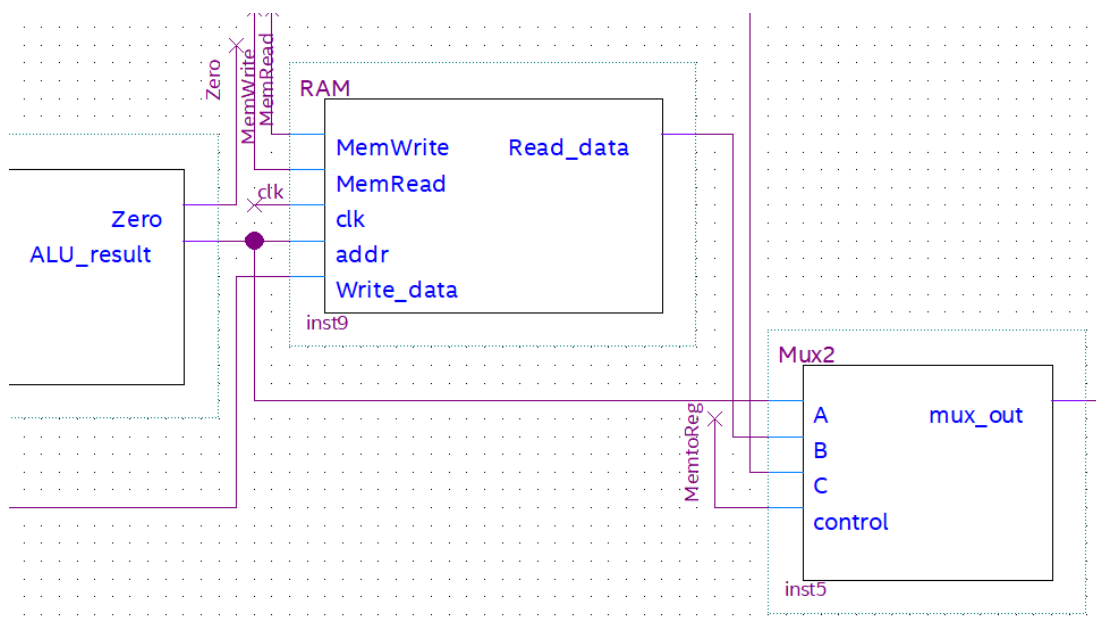 Zero
MemWrite
MemRead
RAM
MemWrite
Read_data
MemRead
clk
clk
Zero
ALU_result
addr
Write_data
inst9
Mux2
MemtoReg
A
mux_out
B
C
control
inst5